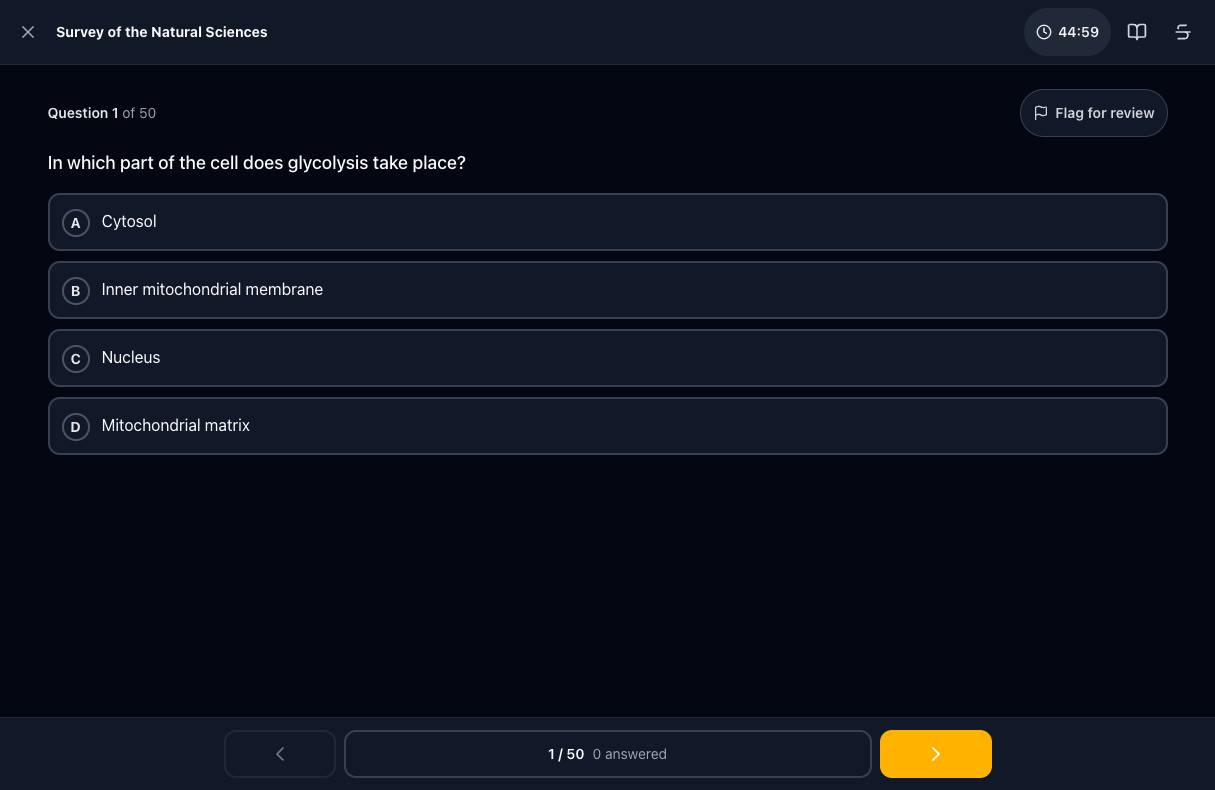 Survey of the Natural Sciences
44:59
Question 1 of 50
Flag for review
In which part of the cell does glycolysis take place?
A Cytosol
B Inner mitochondrial membrane
C Nucleus
D Mitochondrial matrix
1 / 50 0 answered